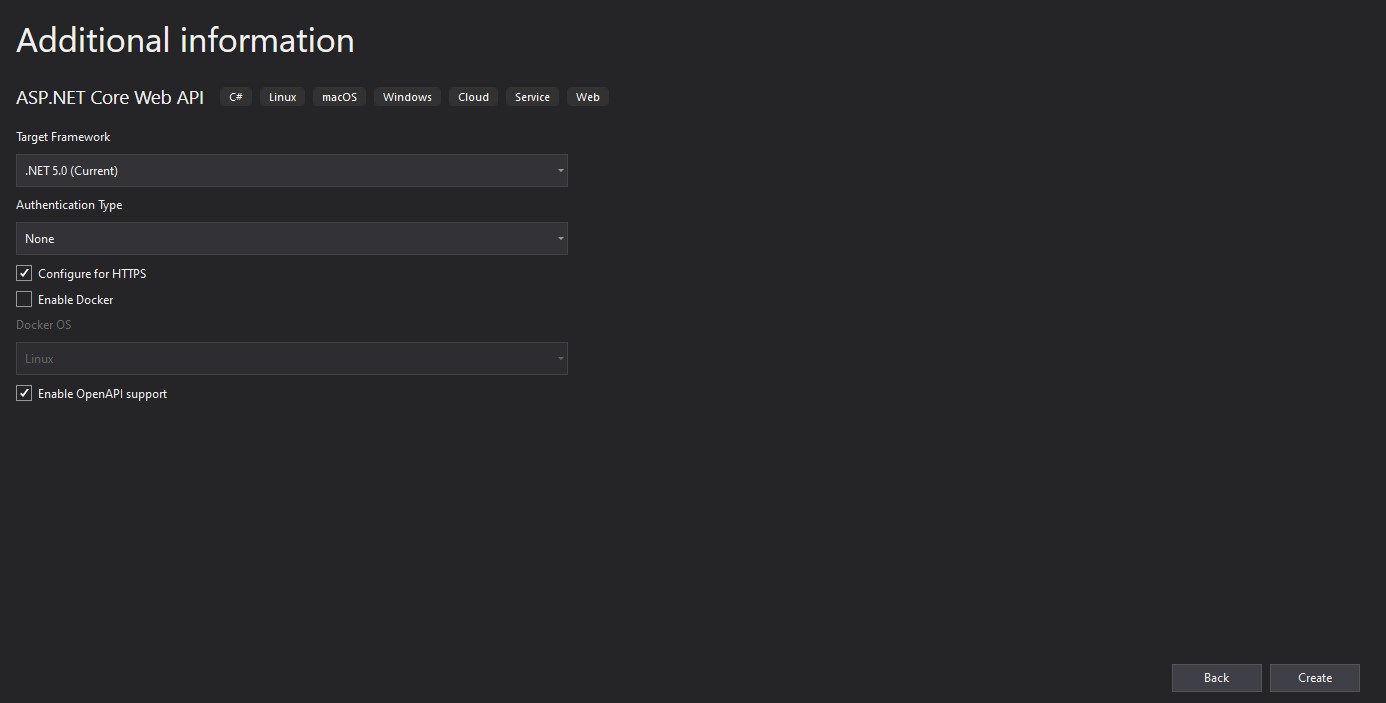 Additional information
ASP.NET Core Web API C# Linux macOS Windows Cloud Service Web
Target Framework
.NET 5.0 (Current)
Authentication Type
None
Configure for HTTPS
Enable Docker
Docker OS
Linux
Enable OpenAPI support
Back Create